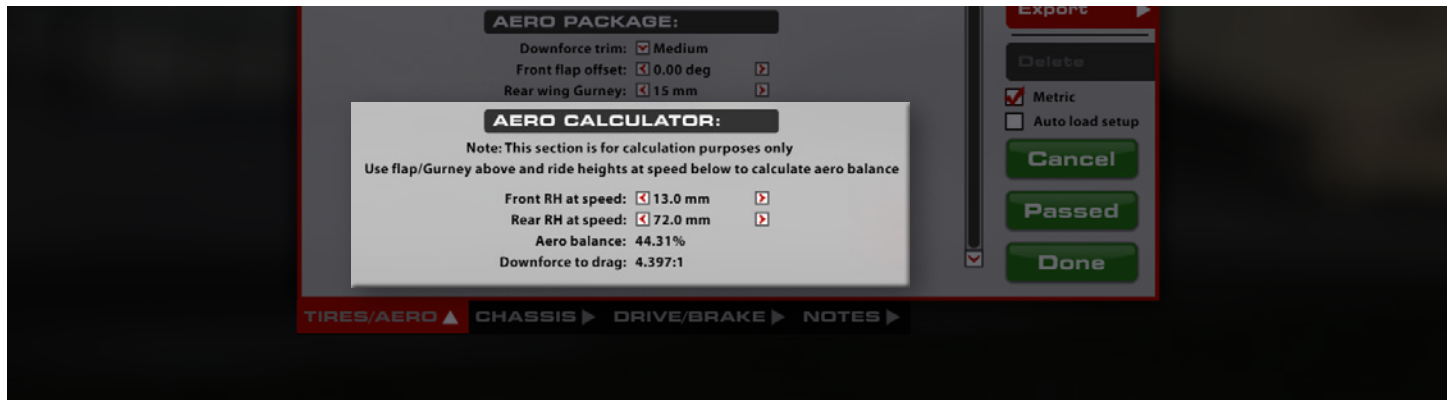 AERO PACKAGE:
Downforce trim: Medium
Front flap offset: 0.00 deg
Rear wing Gurney: 15 mm
AERO CALCULATOR:
Note: This section is for calculation purposes only
Use flap/Gurney above and ride heights at speed below to calculate aero balance
Front RH at speed: 13.0 mm
Rear RH at speed: 72.0 mm
Aero balance: 44.31%
Downforce to drag: 4.397:1
Export
Delete
Metric
Auto load setup
Cancel
Passed
Done
TIRES/AERO CHASSIS DRIVE/BRAKE NOTES